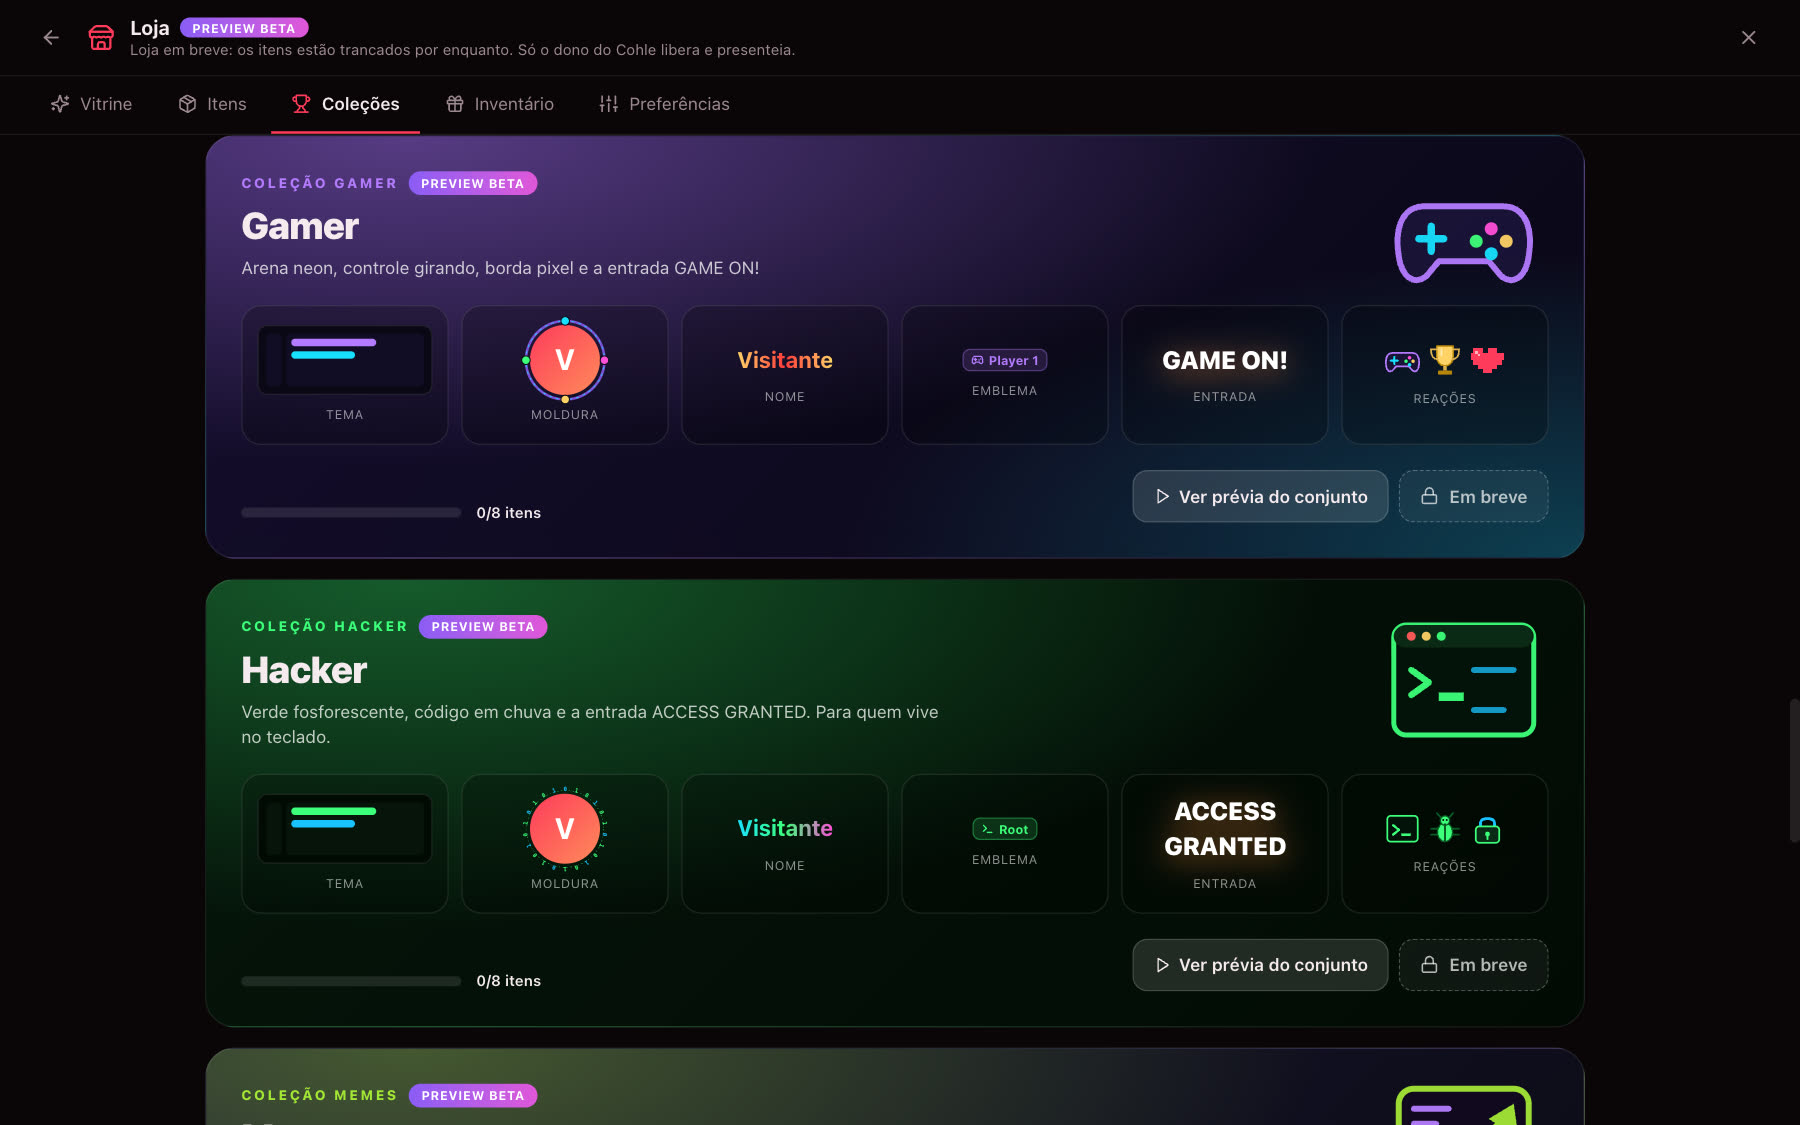 Loja PREVIEW BETA
Loja em breve: os itens estão trancados por enquanto. Só o dono do Cohle libera e presenteia.
Vitrine Itens Coleções Inventário Preferências
COLEÇÃO GAMER PREVIEW BETA
Gamer
Arena neon, controle girando, borda pixel e a entrada GAME ON!
V Visitante Player 1 GAME ON!
TEMA MOLDURA NOME EMBLEMA ENTRADA REAÇÕES
0/8 itens Ver prévia do conjunto Em breve
COLEÇÃO HACKER PREVIEW BETA
Hacker
Verde fosforescente, código em chuva e a entrada ACCESS GRANTED. Para quem vive
no teclado.
V Visitante Root ACCESS
GRANTED
TEMA MOLDURA NOME EMBLEMA ENTRADA REAÇÕES
0/8 itens Ver prévia do conjunto Em breve
COLEÇÃO MEMES PREVIEW BETA